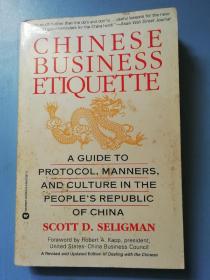 CHINESE
BUSINESS
ETIQUETTE
A GUIDE TO
PROTOCOL, MANNERS,
AND CULTURE IN THE
PEOPLE'S REPUBLIC
OF CHINA
SCOTT D. SELIGMAN
Foreword by Robert A. Kapp, president,
United States-China Business Council
A Revised and Updated Edition of Dealing with the Chinese